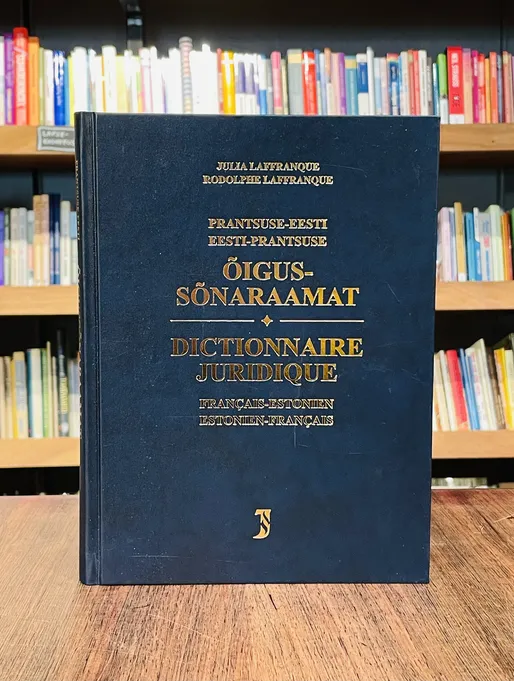 JULIA LAFFRANQUE
RODOLPHE LAFFRANQUE
PRANTSUSE-EESTI
EESTI-PRANTSUSE
ÕIGUS-
SÕNARAAMAT
DICTIONNAIRE
JURIDIQUE
FRANÇAIS-ESTONIEN
ESTONIEN-FRANÇAIS